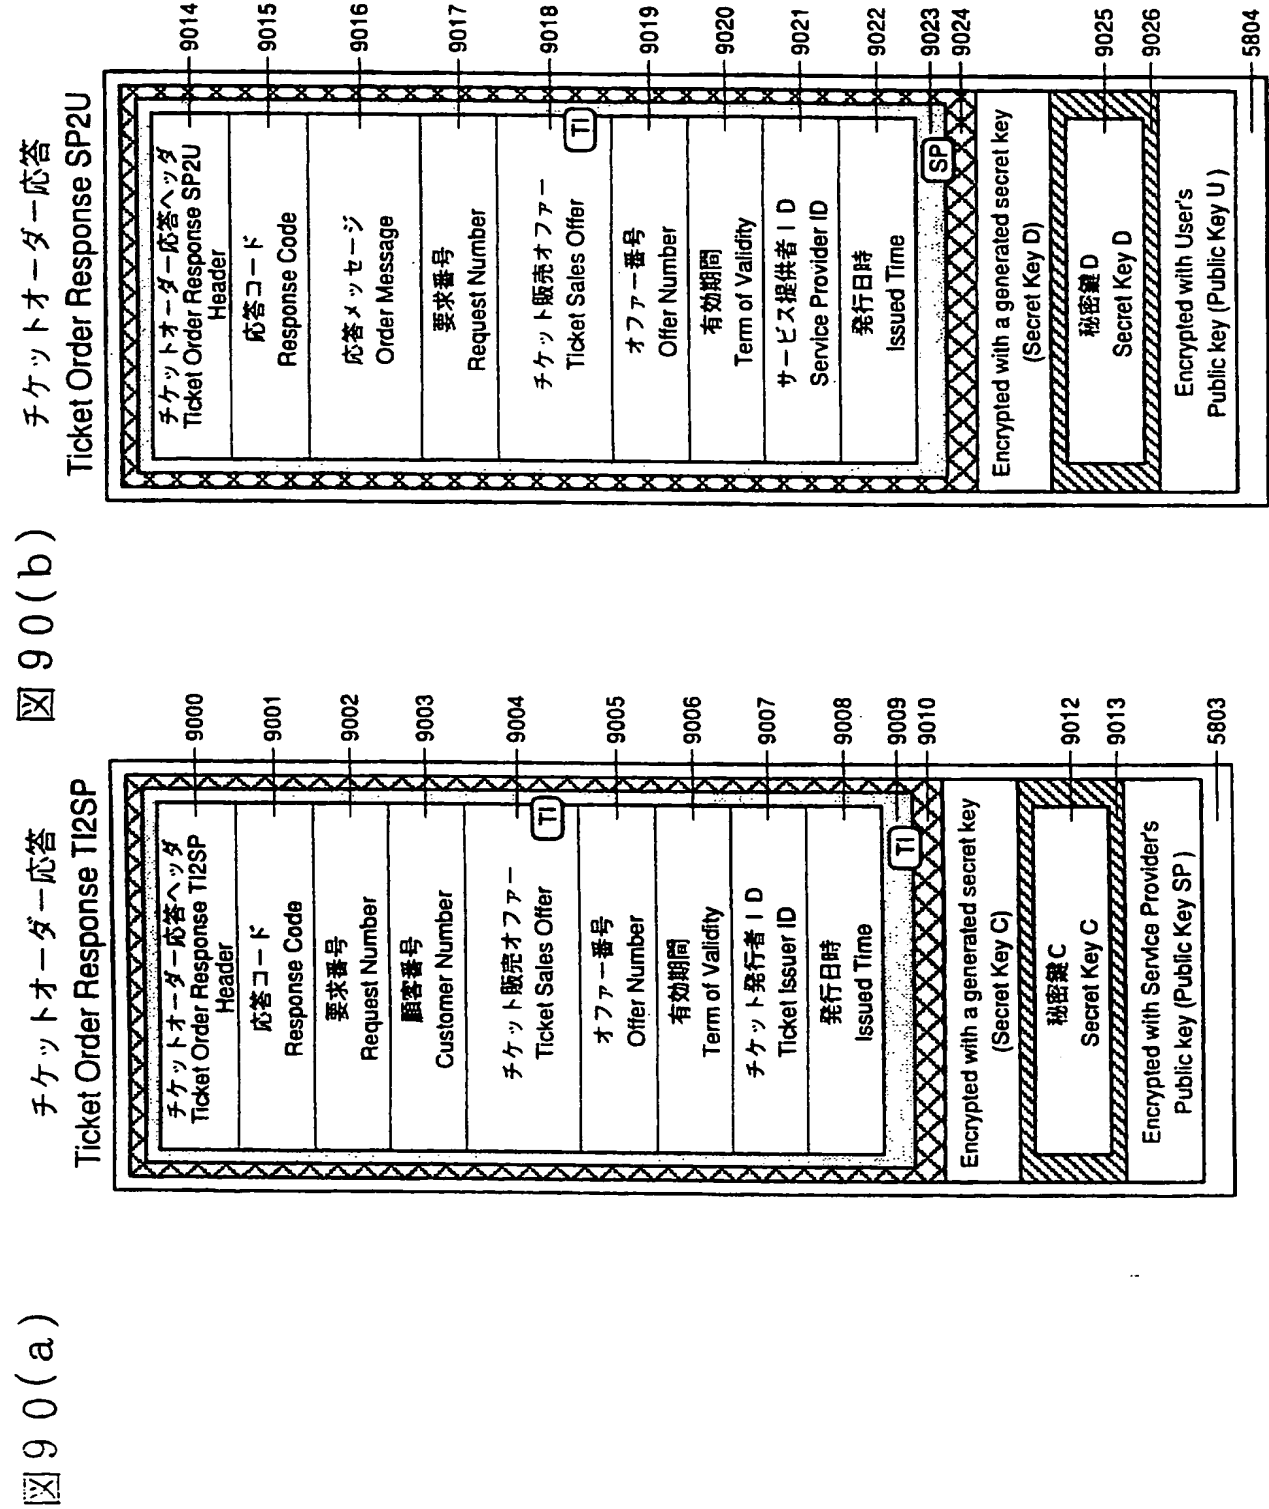 図90(a)
チケットオーダー応答
Ticket Order Response TI2SP
チケットオーダー応答ヘッダ
Ticket Order Response TI2SP
Header
9000
応答コード
Response Code
9001
要求番号
Request Number
9002
顧客番号
Customer Number
9003
チケット販売オファー
Ticket Sales Offer
TI
9004
オファー番号
Offer Number
9005
有効期間
Term of Validity
9006
チケット発行者ID
Ticket Issuer ID
9007
発行日時
Issued Time
9008
TI
9009
9010
Encrypted with a generated secret key
(Secret Key C)
秘密鍵C
Secret Key C
9012
9013
Encrypted with Service Provider's
Public key (Public Key SP)
5803
図90(b)
チケットオーダー応答
Ticket Order Response SP2U
チケットオーダー応答ヘッダ
Ticket Order Response SP2U
Header
9014
応答コード
Response Code
9015
応答メッセージ
Order Message
9016
要求番号
Request Number
9017
チケット販売オファー
Ticket Sales Offer
TI
9018
オファー番号
Offer Number
9019
有効期間
Term of Validity
9020
サービス提供者ID
Service Provider ID
9021
発行日時
Issued Time
9022
SP
9023
9024
Encrypted with a generated secret key
(Secret Key D)
秘密鍵D
Secret Key D
9025
9026
Encrypted with User's
Public key (Public Key U)
5804